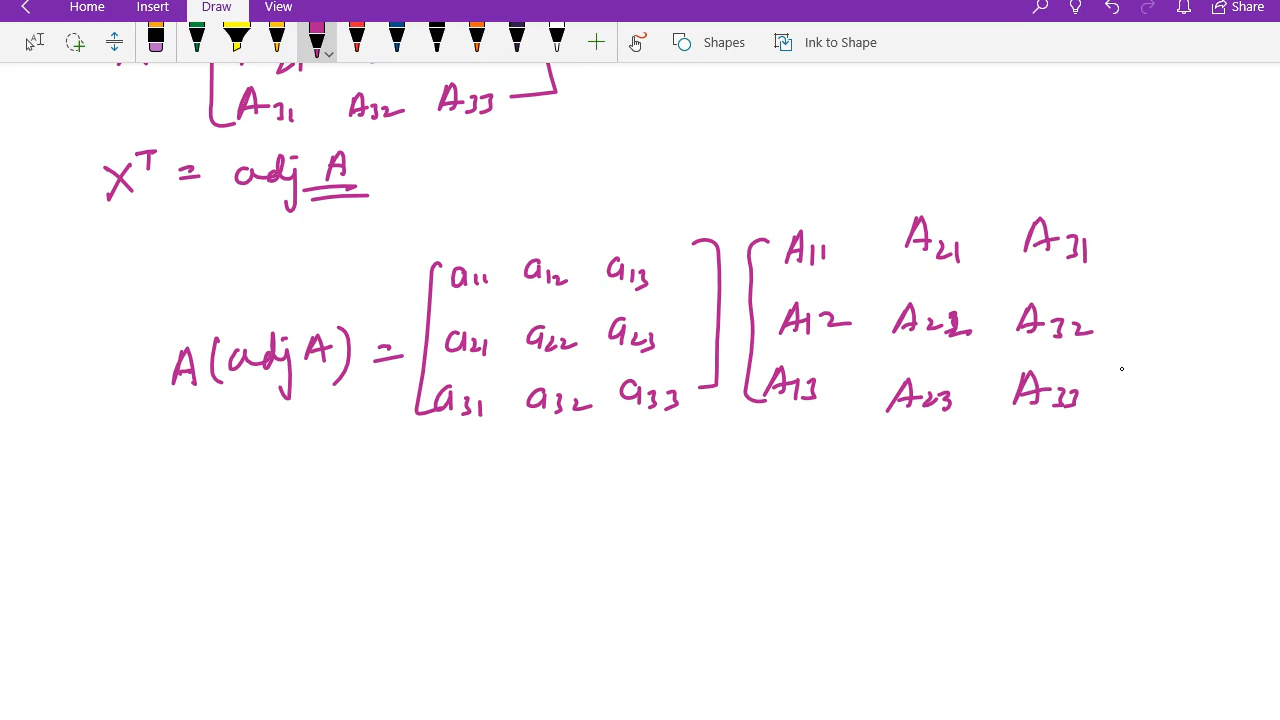 Home Insert Draw View Share
Shapes Ink to Shape
A31 A32 A33
X^T = adj A
A(adj A) = [a11 a12 a13] [A11 A21 A31]
[a21 a22 a23] [A12 A22 A32]
[a31 a32 a33] [A13 A23 A33]